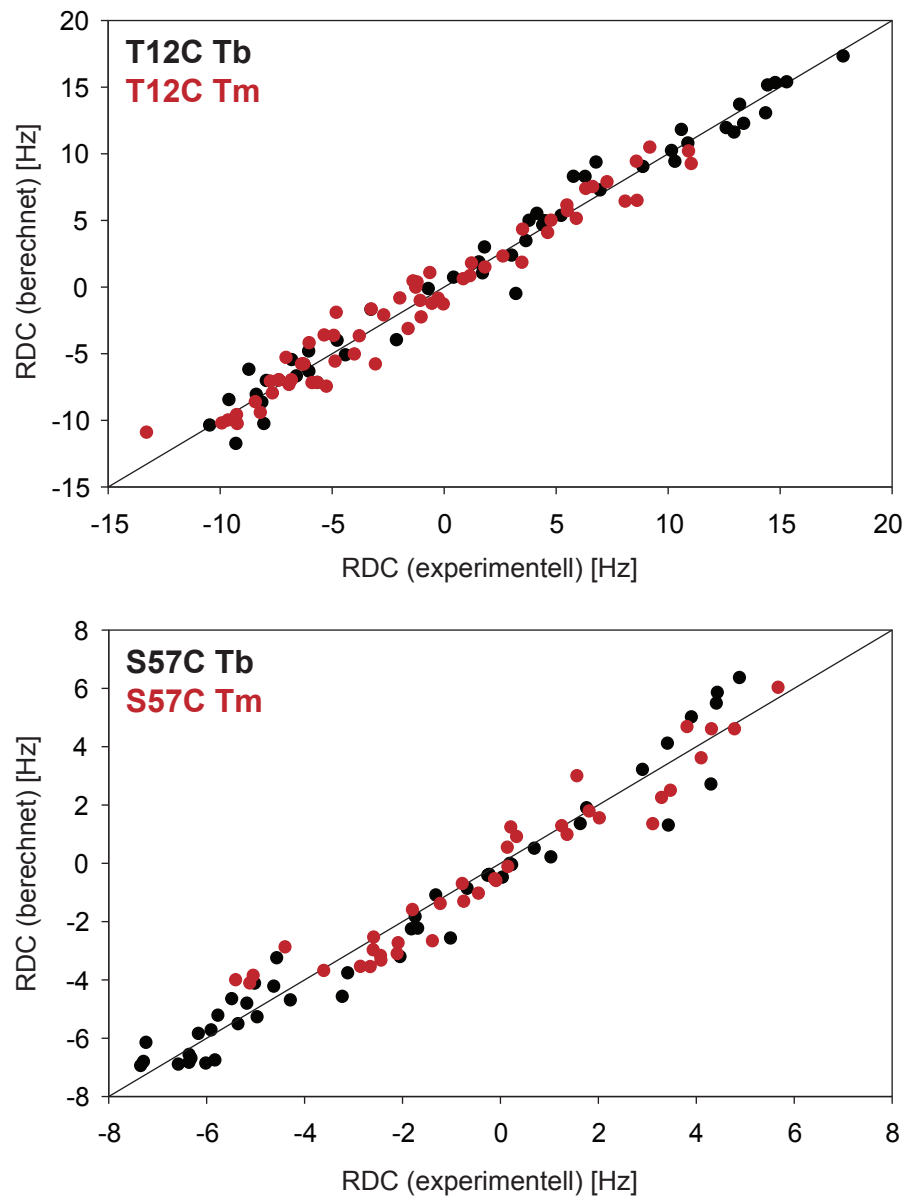 T12C Tb
T12C Tm
20
15
10
5
0
-5
-10
-15
RDC (berechnet) [Hz]
-15 -10 -5 0 5 10 15 20
RDC (experimentell) [Hz]
S57C Tb
S57C Tm
8
6
4
2
0
-2
-4
-6
-8
RDC (berechnet) [Hz]
-8 -6 -4 -2 0 2 4 6 8
RDC (experimentell) [Hz]